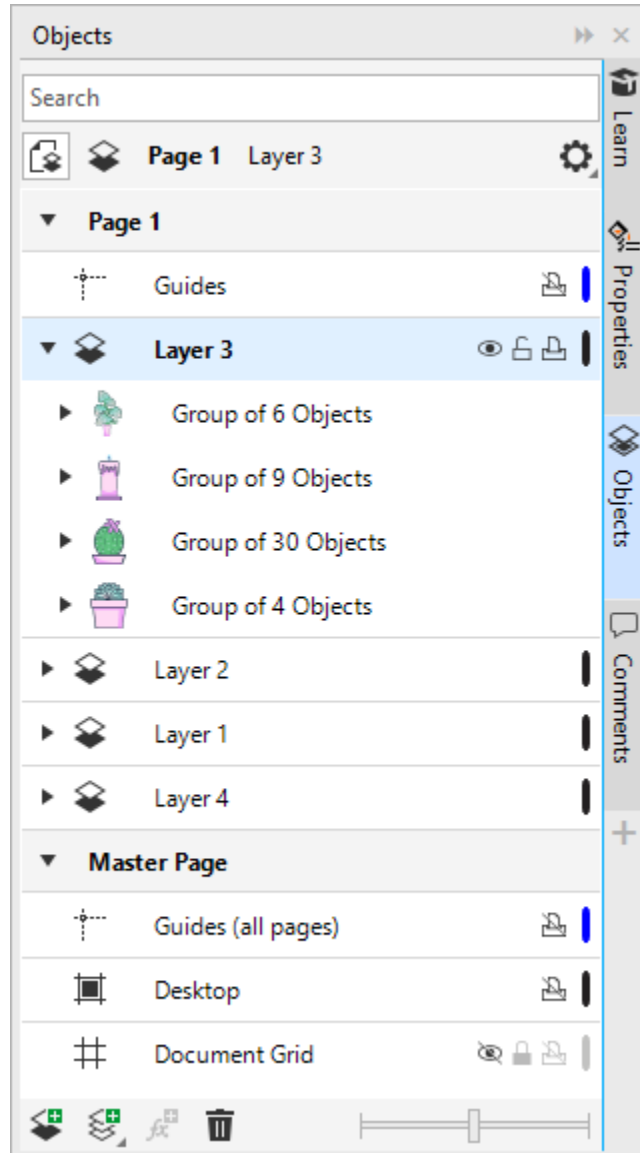 Objects
Search
Page 1 Layer 3
Page 1
Guides
Layer 3
Group of 6 Objects
Group of 9 Objects
Group of 30 Objects
Group of 4 Objects
Layer 2
Layer 1
Layer 4
Master Page
Guides (all pages)
Desktop
Document Grid
Learn
Properties
Objects
Comments